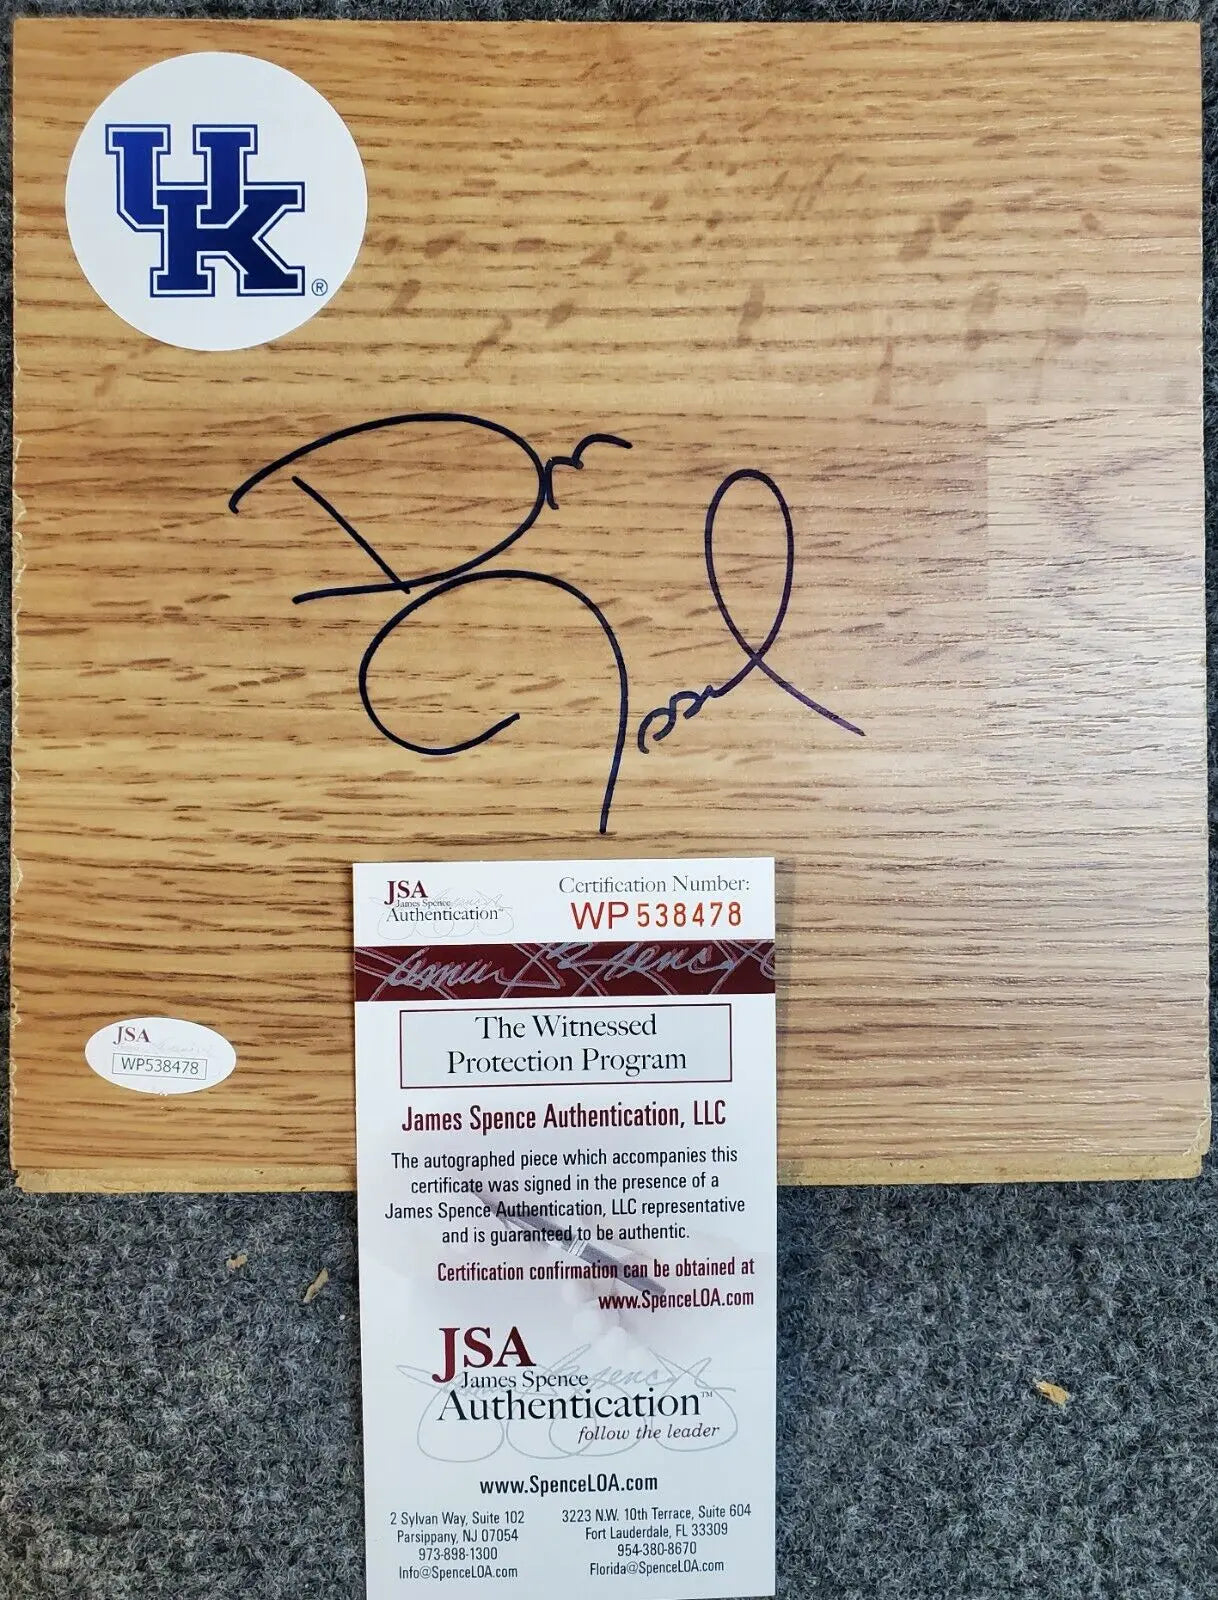 UK®
JSA
WP538478
JSA
James Spence
Authentication™
Certification Number:
WP538478
The Witnessed
Protection Program
James Spence Authentication, LLC
The autographed piece which accompanies this
certificate was signed in the presence of a
James Spence Authentication, LLC representative
and is guaranteed to be authentic.
Certification confirmation can be obtained at
www.SpenceLOA.com
JSA
James Spence
Authentication™
follow the leader
www.SpenceLOA.com
2 Sylvan Way, Suite 102
Parsippany, NJ 07054
973-898-1300
Info@SpenceLOA.com
3223 N.W. 10th Terrace, Suite 604
Fort Lauderdale, FL 33309
954-380-8670
Florida@SpenceLOA.com